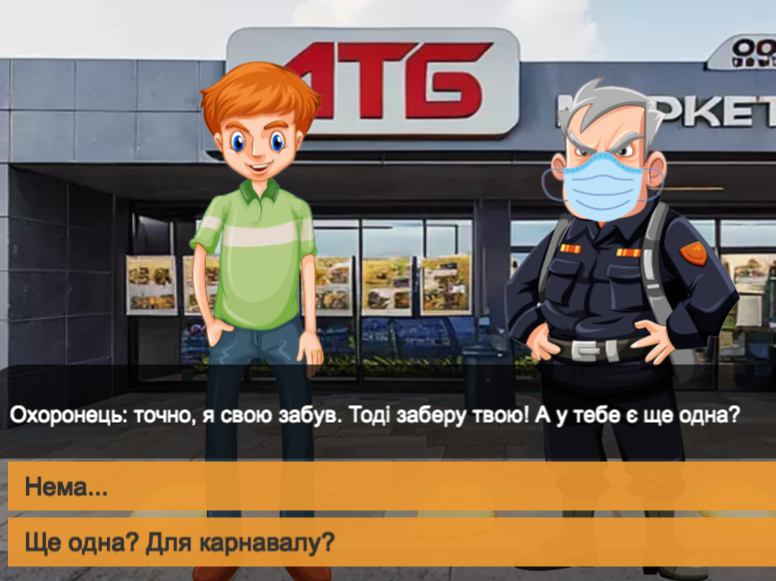 АТБ
МАРКЕТ
Охоронець: точно, я свою забув. Тоді заберу твою! А у тебе є ще одна?
Нема...
Ще одна? Для карнавалу?